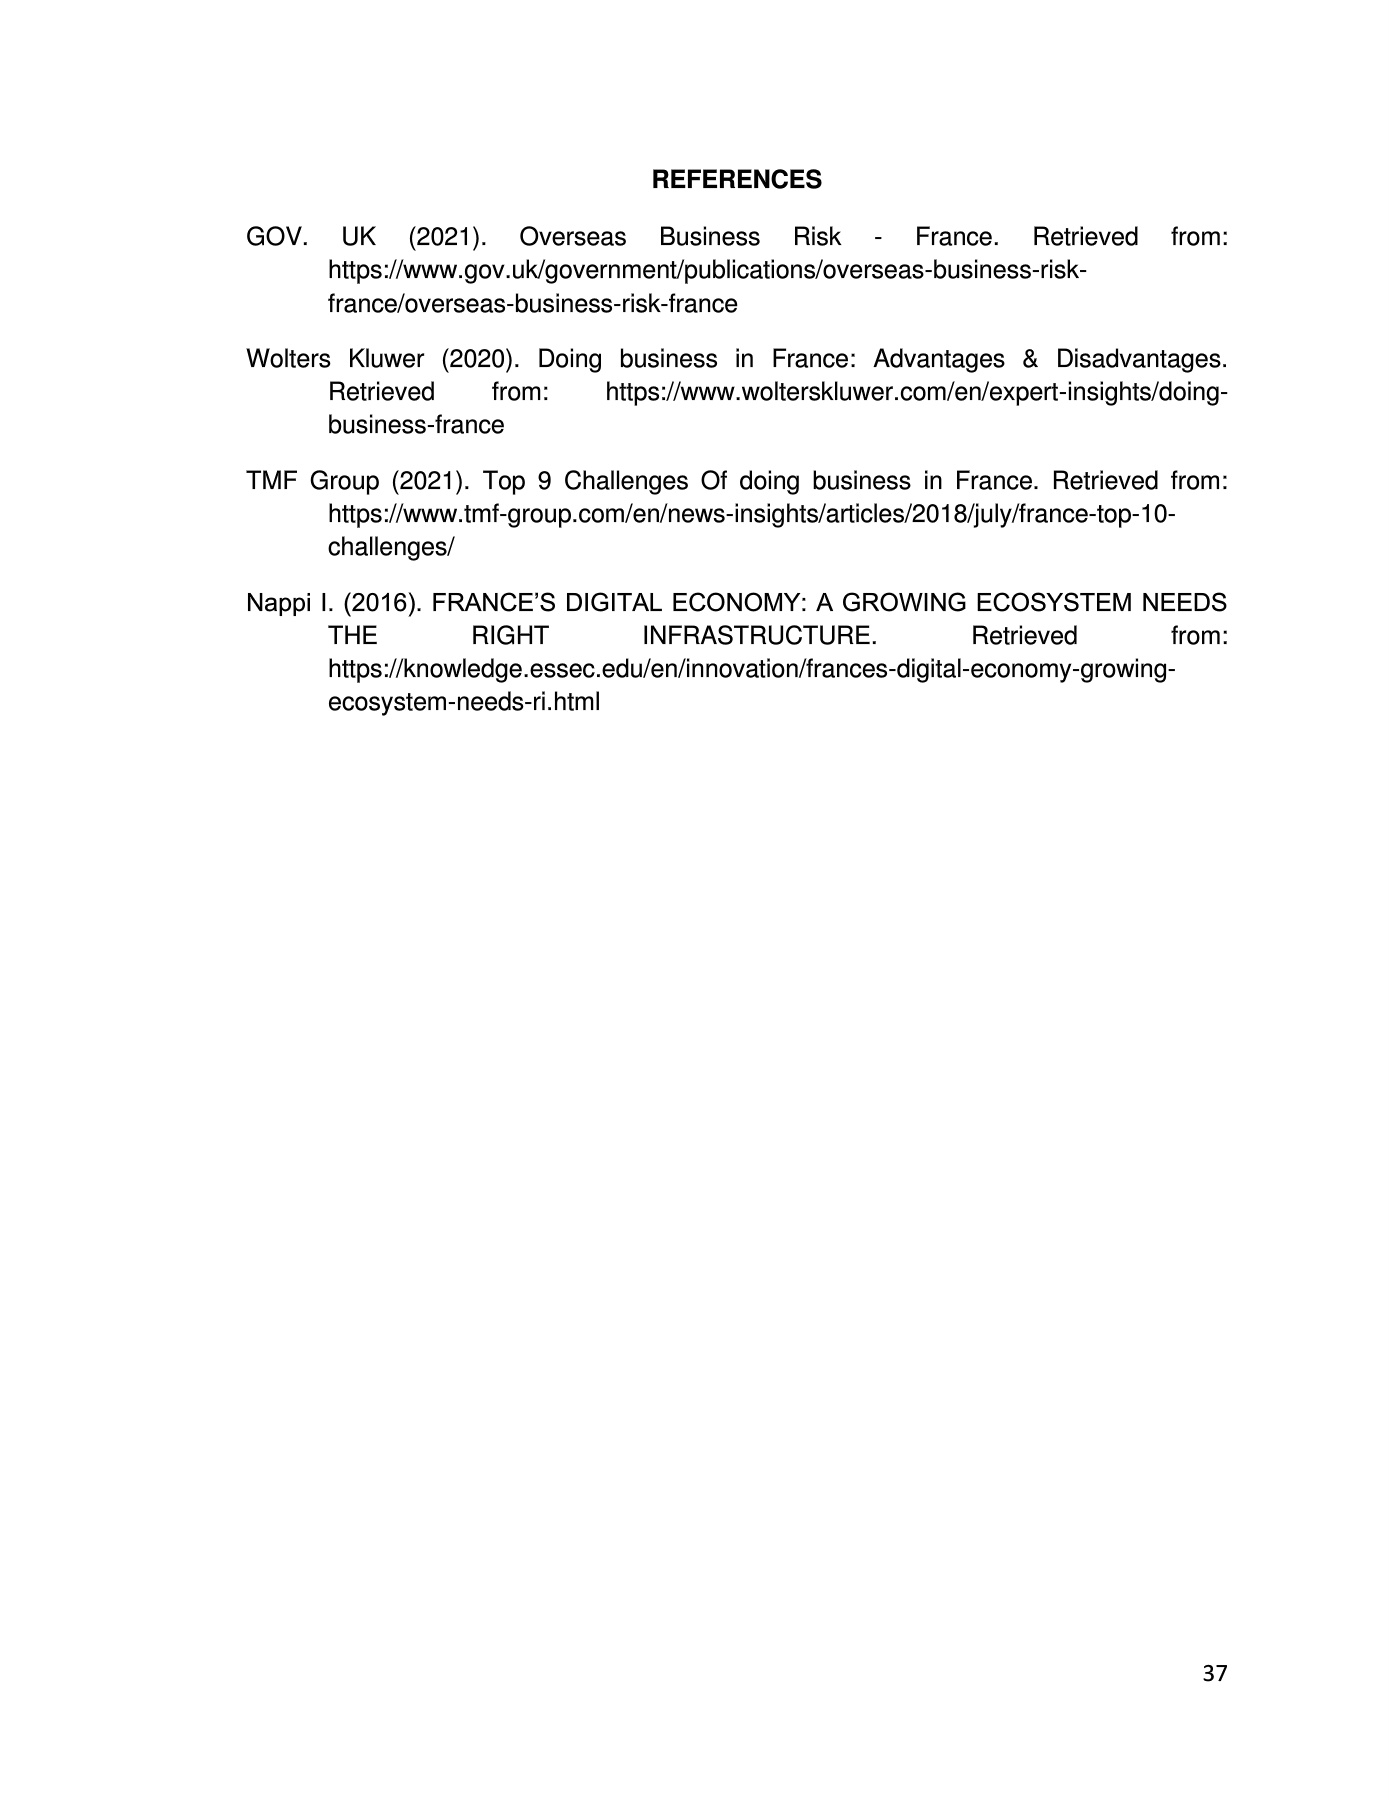 REFERENCES
GOV. UK (2021). Overseas Business Risk - France. Retrieved from:
https://www.gov.uk/government/publications/overseas-business-risk-
france/overseas-business-risk-france
Wolters Kluwer (2020). Doing business in France: Advantages & Disadvantages.
Retrieved from: https://www.wolterskluwer.com/en/expert-insights/doing-
business-france
TMF Group (2021). Top 9 Challenges Of doing business in France. Retrieved from:
https://www.tmf-group.com/en/news-insights/articles/2018/july/france-top-10-
challenges/
Nappi I. (2016). FRANCE’S DIGITAL ECONOMY: A GROWING ECOSYSTEM NEEDS
THE RIGHT INFRASTRUCTURE. Retrieved from:
https://knowledge.essec.edu/en/innovation/frances-digital-economy-growing-
ecosystem-needs-ri.html
37